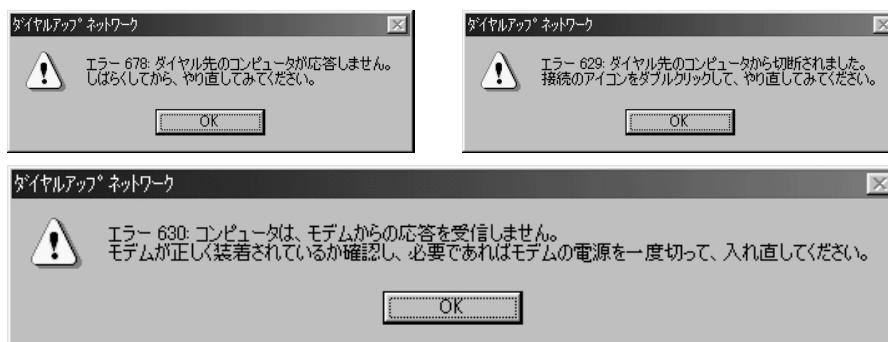 ダイヤルアップ ネットワーク
エラー 678: ダイヤル先のコンピュータが応答しません。
しばらくしてから、やり直してみてください。
OK
ダイヤルアップ ネットワーク
エラー 629: ダイヤル先のコンピュータから切断されました。
接続のアイコンをダブルクリックして、やり直してみてください。
OK
ダイヤルアップ ネットワーク
エラー 630: コンピュータは、モデムからの応答を受信しません。
モデムが正しく装着されているか確認し、必要であればモデムの電源を一度切って、入れ直してください。
OK